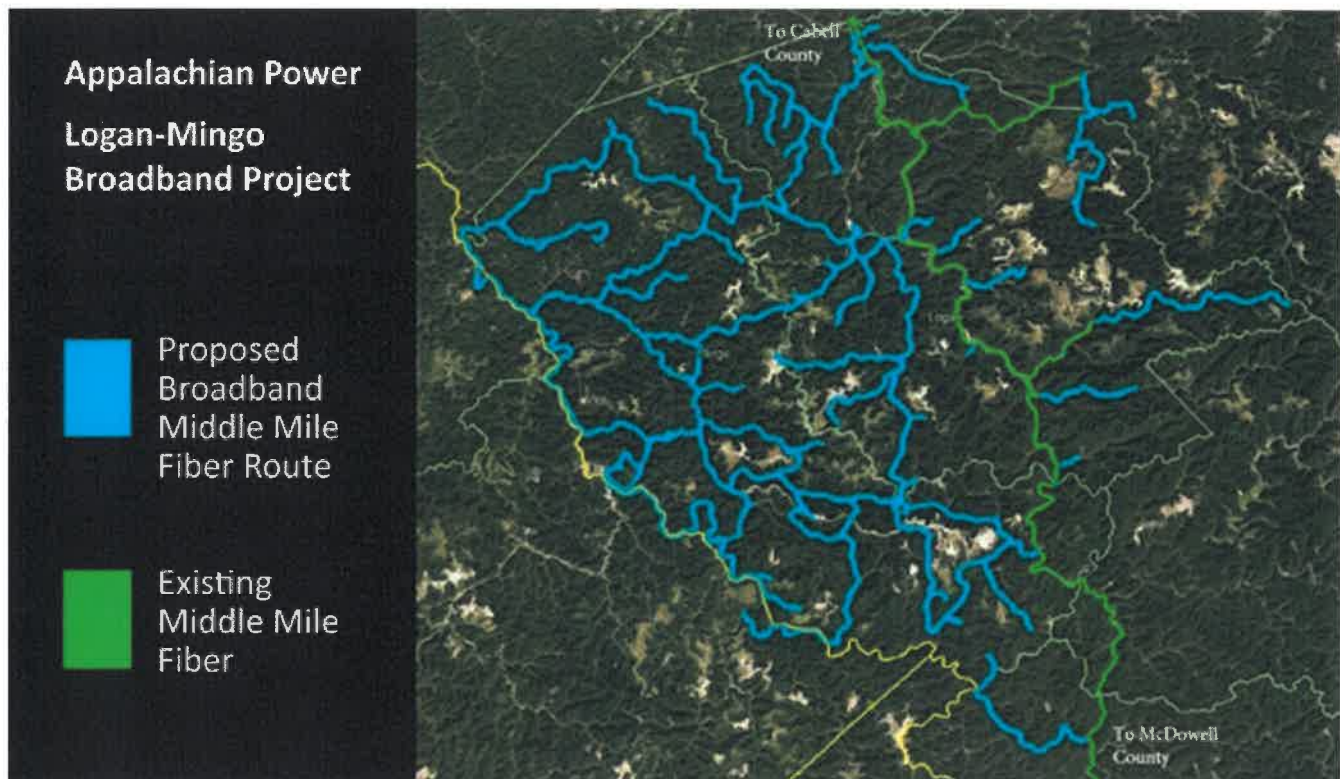 Appalachian Power
Logan-Mingo
Broadband Project
Proposed
Broadband
Middle Mile
Fiber Route
Existing
Middle Mile
Fiber
To Cabell
County
To McDowell
County